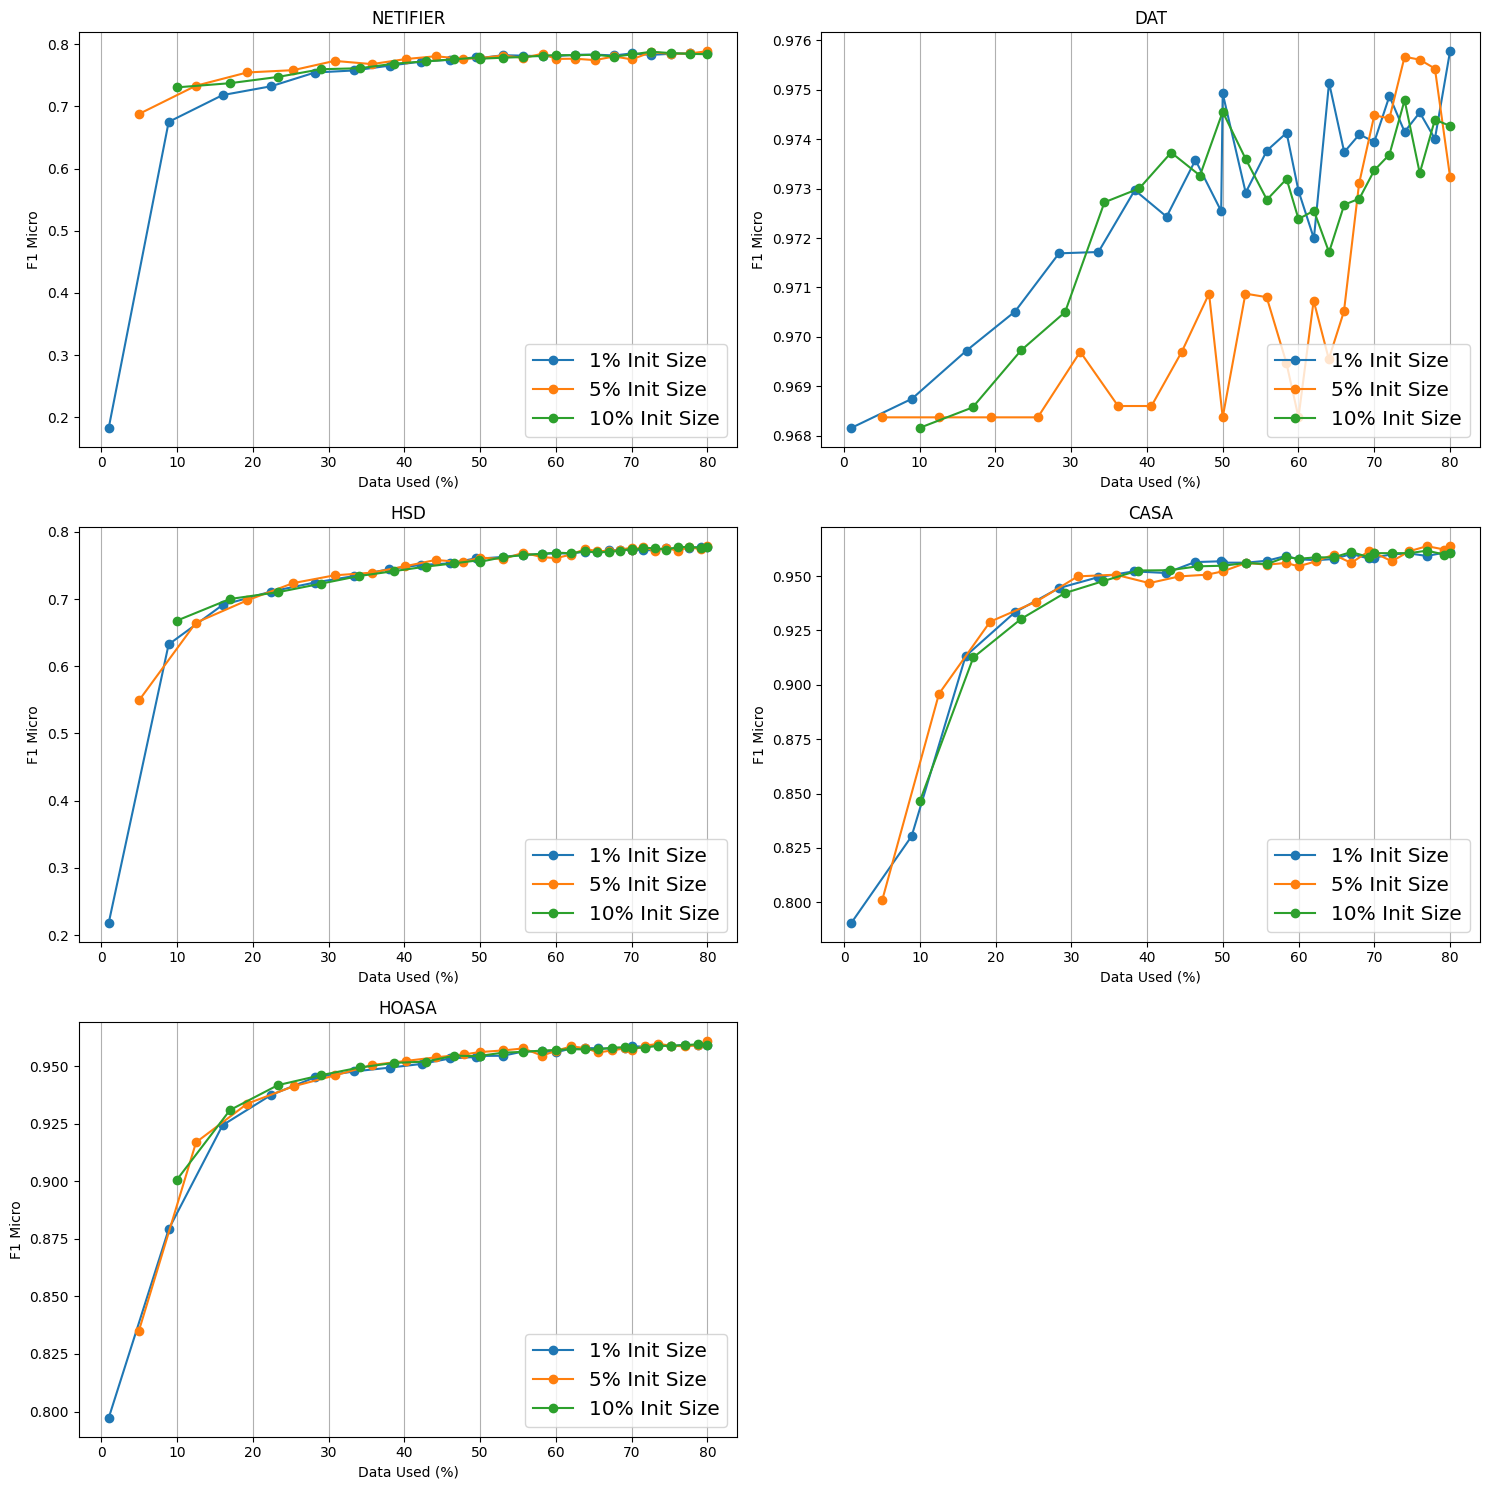 NETIFIER
F1 Micro
0.8
0.7
0.6
0.5
0.4
0.3
0.2
1% Init Size
5% Init Size
10% Init Size
0 10 20 30 40 50 60 70 80
Data Used (%)
DAT
F1 Micro
0.976
0.975
0.974
0.973
0.972
0.971
0.970
0.969
0.968
1% Init Size
5% Init Size
10% Init Size
0 10 20 30 40 50 60 70 80
Data Used (%)
HSD
F1 Micro
0.8
0.7
0.6
0.5
0.4
0.3
0.2
1% Init Size
5% Init Size
10% Init Size
0 10 20 30 40 50 60 70 80
Data Used (%)
CASA
F1 Micro
0.950
0.925
0.900
0.875
0.850
0.825
0.800
1% Init Size
5% Init Size
10% Init Size
0 10 20 30 40 50 60 70 80
Data Used (%)
HOASA
F1 Micro
0.950
0.925
0.900
0.875
0.850
0.825
0.800
1% Init Size
5% Init Size
10% Init Size
0 10 20 30 40 50 60 70 80
Data Used (%)